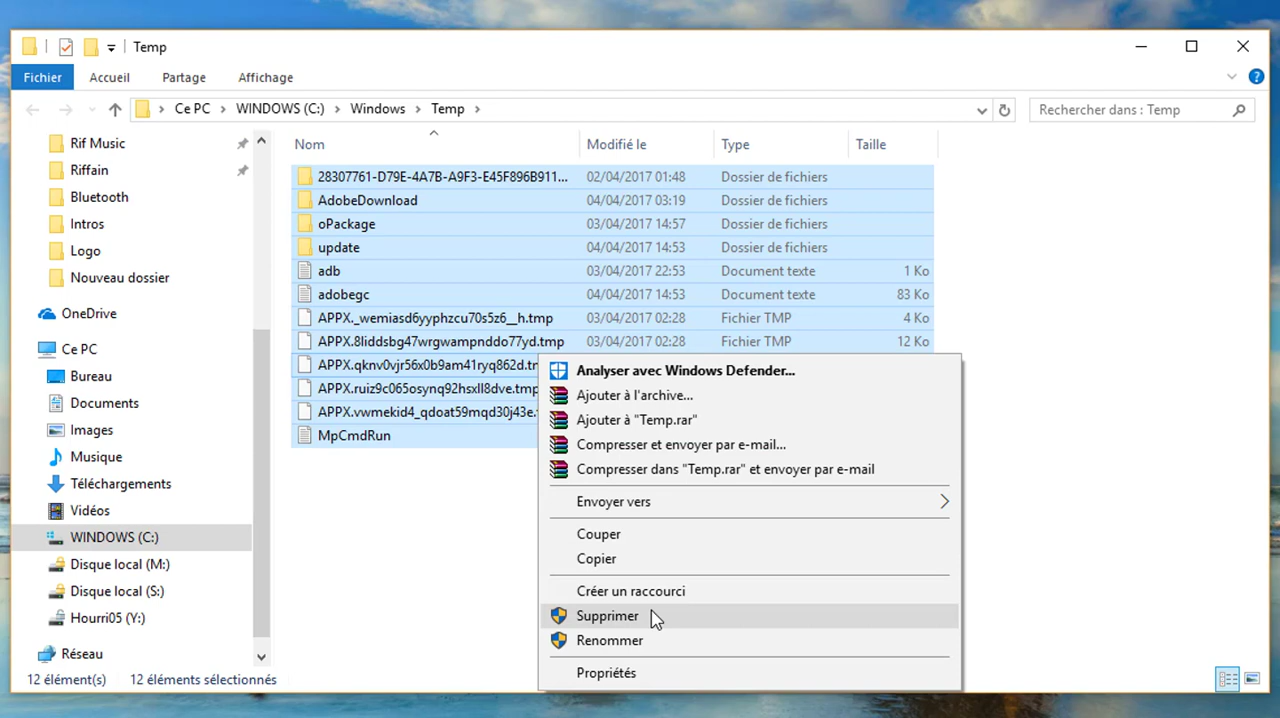 Temp
Fichier Accueil Partage Affichage
Ce PC WINDOWS (C:) Windows Temp
Rechercher dans : Temp
Rif Music
Riffain
Bluetooth
Intros
Logo
Nouveau dossier
OneDrive
Ce PC
Bureau
Documents
Images
Musique
Téléchargements
Vidéos
WINDOWS (C:)
Disque local (M:)
Disque local (S:)
Hourri05 (Y:)
Réseau
Nom Modifié le Type Taille
28307761-D79E-4A7B-A9F3-E45F896B911... 02/04/2017 01:48 Dossier de fichiers
AdobeDownload 04/04/2017 03:19 Dossier de fichiers
oPackage 03/04/2017 14:57 Dossier de fichiers
update 04/04/2017 14:53 Dossier de fichiers
adb 03/04/2017 22:53 Document texte 1 Ko
adobegc 04/04/2017 14:53 Document texte 83 Ko
APPX._wemiasd6yyphzcu70s5z6__h.tmp 03/04/2017 02:28 Fichier TMP 4 Ko
APPX.8liddsbg47wrgwampnddo77yd.tmp 03/04/2017 02:28 Fichier TMP 12 Ko
APPX.qknv0vjr56x0b9am41ryq862d.tm
APPX.ruiz9c065osynq92hsxll8dve.tmp
APPX.vwmekid4_qdoat59mqd30j43e.t
MpCmdRun
Analyser avec Windows Defender...
Ajouter à l'archive...
Ajouter à "Temp.rar"
Compresser et envoyer par e-mail...
Compresser dans "Temp.rar" et envoyer par e-mail
Envoyer vers
Couper
Copier
Créer un raccourci
Supprimer
Renommer
Propriétés
12 élément(s) 12 éléments sélectionnés